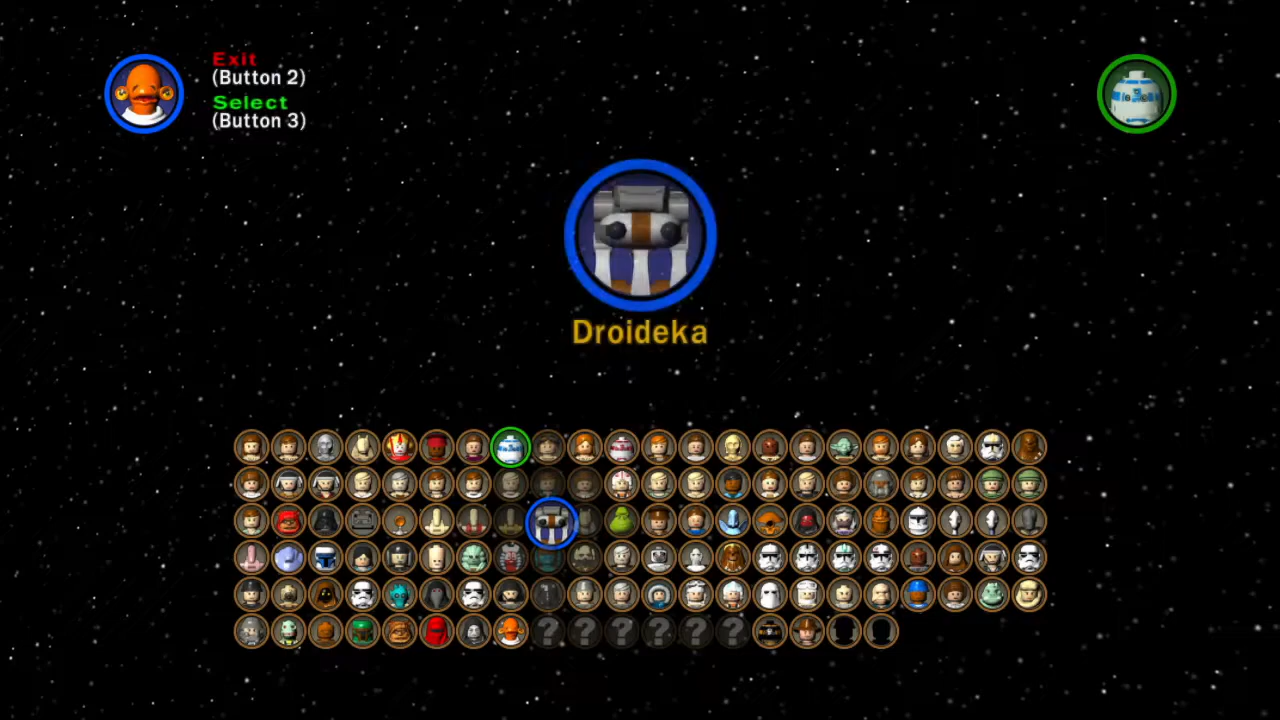 Exit
(Button 2)
Select
(Button 3)
Droideka
? ? ? ? ? ?